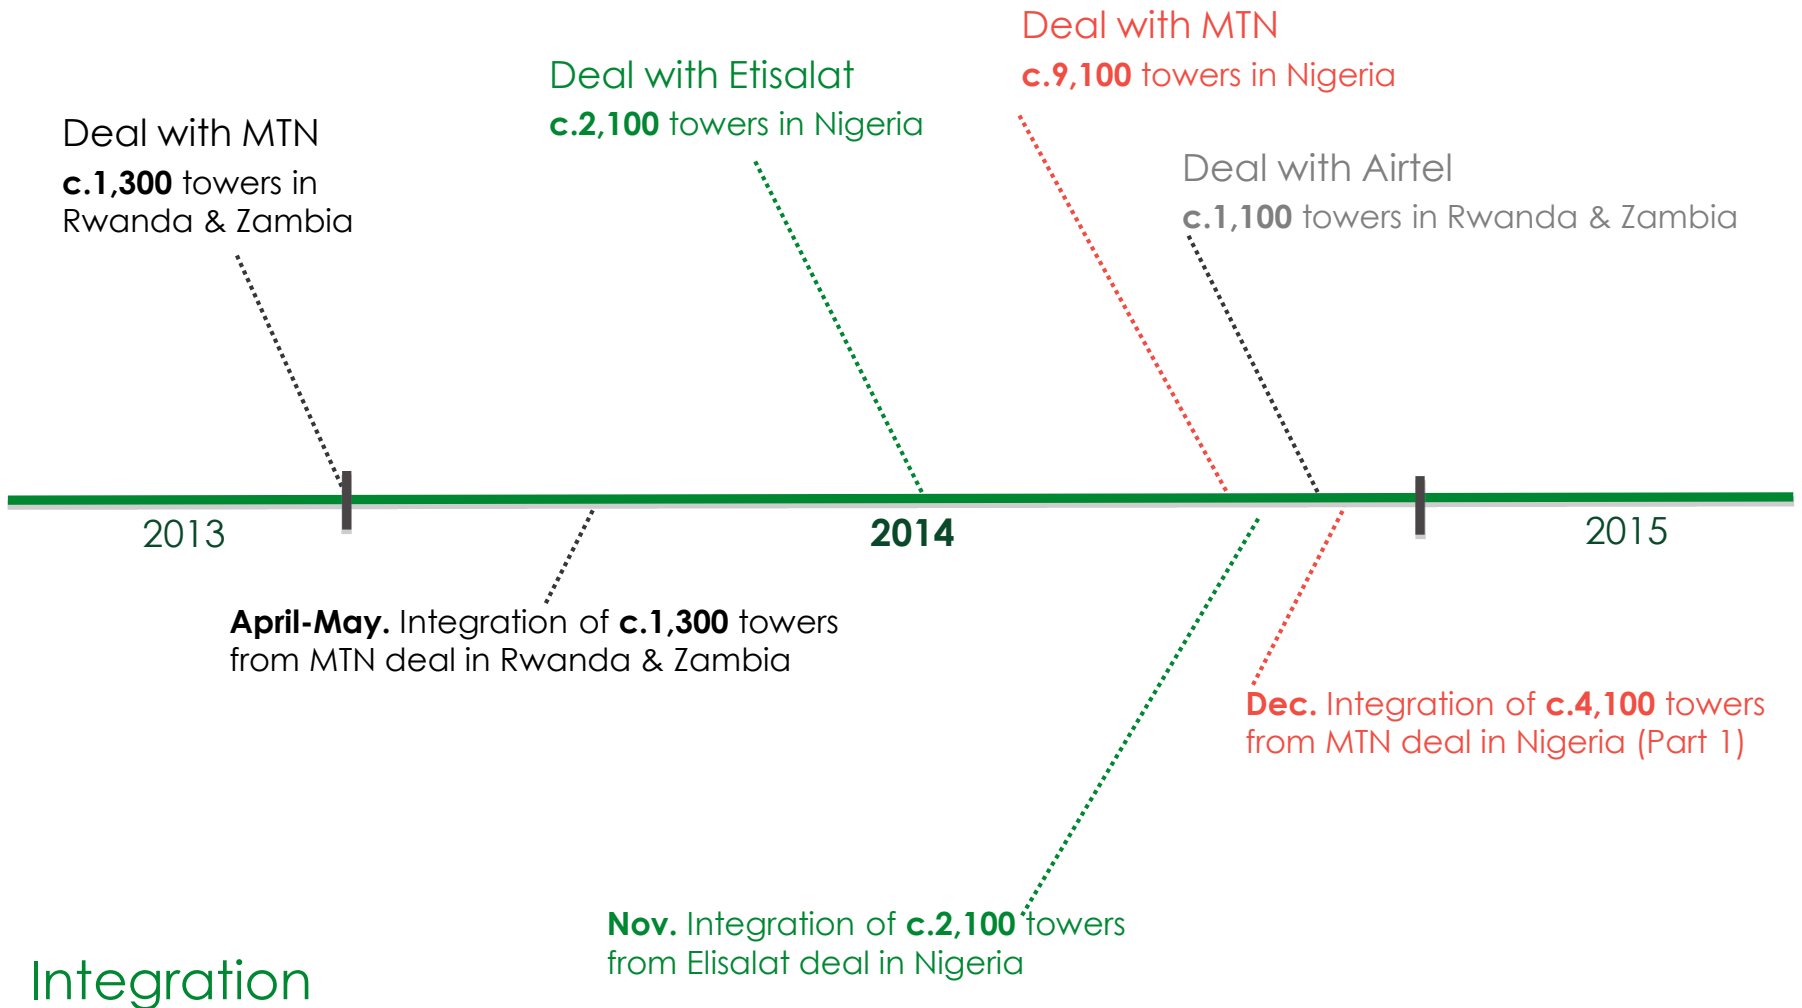 Deal with MTN
c.1,300 towers in
Rwanda & Zambia
Deal with Etisalat
c.2,100 towers in Nigeria
Deal with MTN
c.9,100 towers in Nigeria
Deal with Airtel
c.1,100 towers in Rwanda & Zambia
2013
2014
2015
April-May. Integration of c.1,300 towers
from MTN deal in Rwanda & Zambia
Dec. Integration of c.4,100 towers
from MTN deal in Nigeria (Part 1)
Nov. Integration of c.2,100 towers
from Elisalat deal in Nigeria
Integration